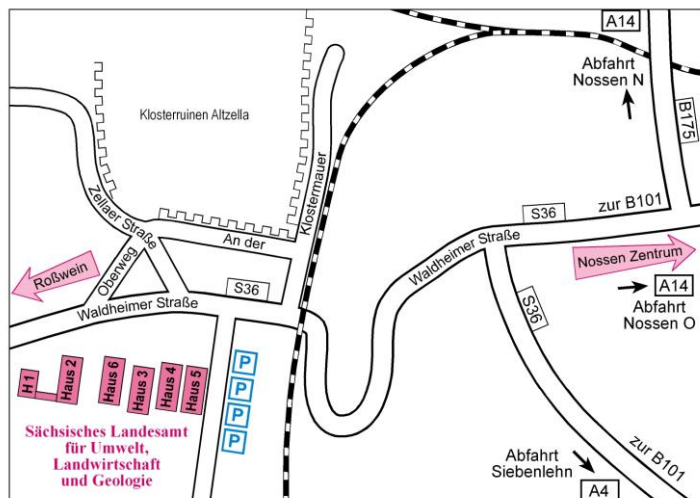 A14
Abfahrt
Nossen N
B175
Klosterruinen Altzella
Klostermauer
An der
Zellaer Straße
Oberweg
Roßwein
S36
Waldheimer Straße
S36
zur B101
Waldheimer Straße
Nossen Zentrum
A14
Abfahrt
Nossen O
S36
H 1
Haus 2
Haus 6
Haus 3
Haus 4
Haus 5
P
P
P
P
Sächsisches Landesamt
für Umwelt,
Landwirtschaft
und Geologie
zur B101
Abfahrt
Siebenlehn
A4